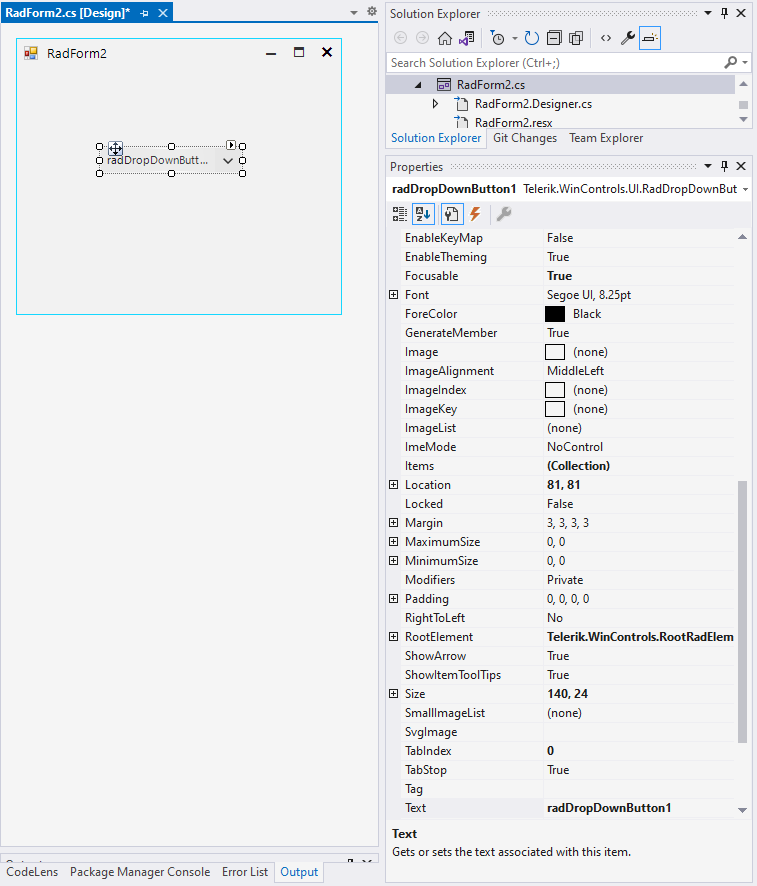 RadForm2.cs [Design]*
RadForm2
radDropDownButt...
CodeLens Package Manager Console Error List Output
Solution Explorer
Search Solution Explorer (Ctrl+;)
RadForm2.cs
RadForm2.Designer.cs
RadForm2.resx
Solution Explorer Git Changes Team Explorer
Properties
radDropDownButton1 Telerik.WinControls.UI.RadDropDownBut
EnableKeyMap False
EnableTheming True
Focusable True
Font Segoe UI, 8.25pt
ForeColor Black
GenerateMember True
Image (none)
ImageAlignment MiddleLeft
ImageIndex (none)
ImageKey (none)
ImageList (none)
ImeMode NoControl
Items (Collection)
Location 81, 81
Locked False
Margin 3, 3, 3, 3
MaximumSize 0, 0
MinimumSize 0, 0
Modifiers Private
Padding 0, 0, 0, 0
RightToLeft No
RootElement Telerik.WinControls.RootRadElem
ShowArrow True
ShowItemToolTips True
Size 140, 24
SmallImageList (none)
SvgImage
TabIndex 0
TabStop True
Tag
Text radDropDownButton1
Text
Gets or sets the text associated with this item.